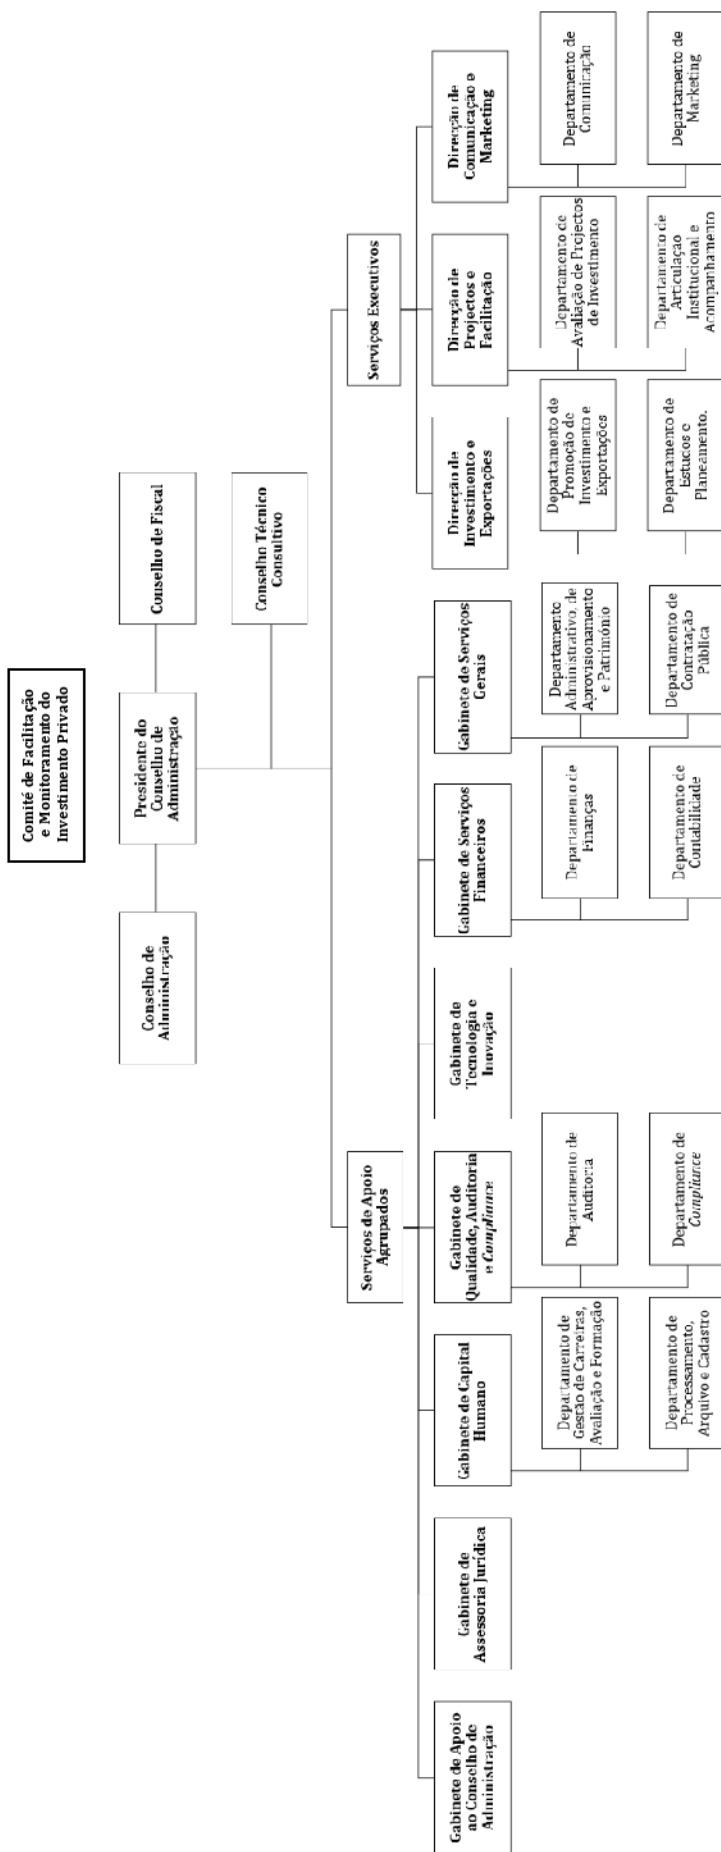 Comité de Facilitação
e Monitoramento do
Investimento Privado
Conselho de
Administração
Presidente do
Conselho de
Administração
Conselho de Fiscal
Conselho Técnico
Consultivo
Serviços de Apoio
Agrupados
Serviços Executivos
Gabinete de Apoio
ao Conselho de
Administração
Gabinete de
Assessoria Jurídica
Gabinete de Capital
Humano
Gabinete de
Qualidade, Auditoria
e Compliance
Gabinete de
Tecnologia e
Inovação
Gabinete de Serviços
Financeiros
Gabinete de Serviços
Gerais
Direcção de
Investimento e
Exportações
Direcção de
Projectos e
Facilitação
Direcção de
Comunicação e
Marketing
Departamento de
Gestão de Carreiras,
Avaliação e Formação
Departamento de
Auditoria
Departamento de
Finanças
Departamento
Administrativo, de
Aprovisionamento
e Património
Departamento de
Promoção de
Investimento e
Exportações
Departamento de
Avaliação de Projectos
de Investimento
Departamento de
Comunicação
Departamento de
Processamento,
Arquivo e Cadastro
Departamento de
Compliance
Departamento de
Contabilidade
Departamento de
Contratação
Pública
Departamento de
Estudos e
Planeamento.
Departamento de
Articulação
Institucional e
Acompanhamento
Departamento de
Marketing